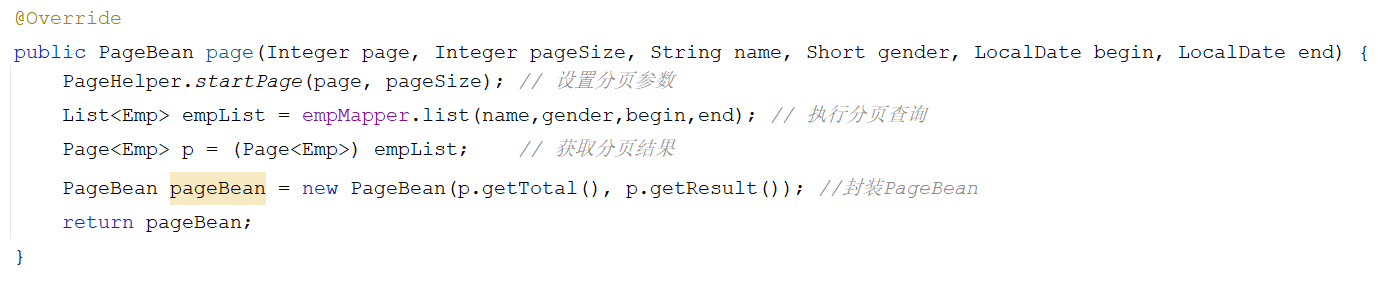 @Override
public PageBean page(Integer page, Integer pageSize, String name, Short gender, LocalDate begin, LocalDate end) {
    PageHelper.startPage(page, pageSize); // 设置分页参数
    List<Emp> empList = empMapper.list(name,gender,begin,end); // 执行分页查询
    Page<Emp> p = (Page<Emp>) empList;    // 获取分页结果
    PageBean pageBean = new PageBean(p.getTotal(), p.getResult()); //封装PageBean
    return pageBean;
}